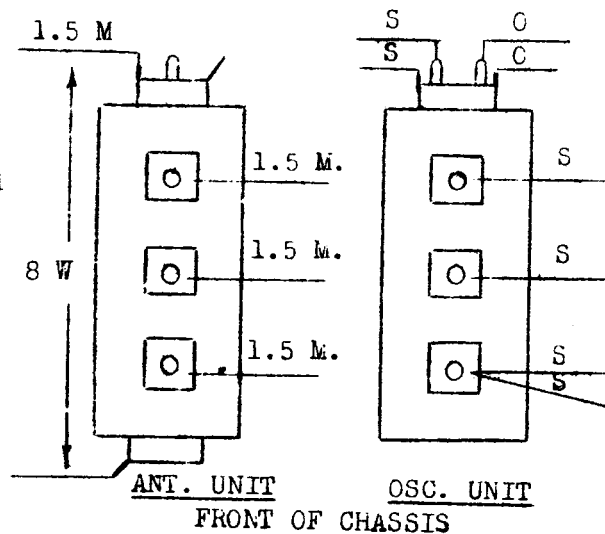 1.5 M
S O
S C
1.5 M.
S
8 W
1.5 M.
S
1.5 M.
S
S
ANT. UNIT
OSC. UNIT
FRONT OF CHASSIS